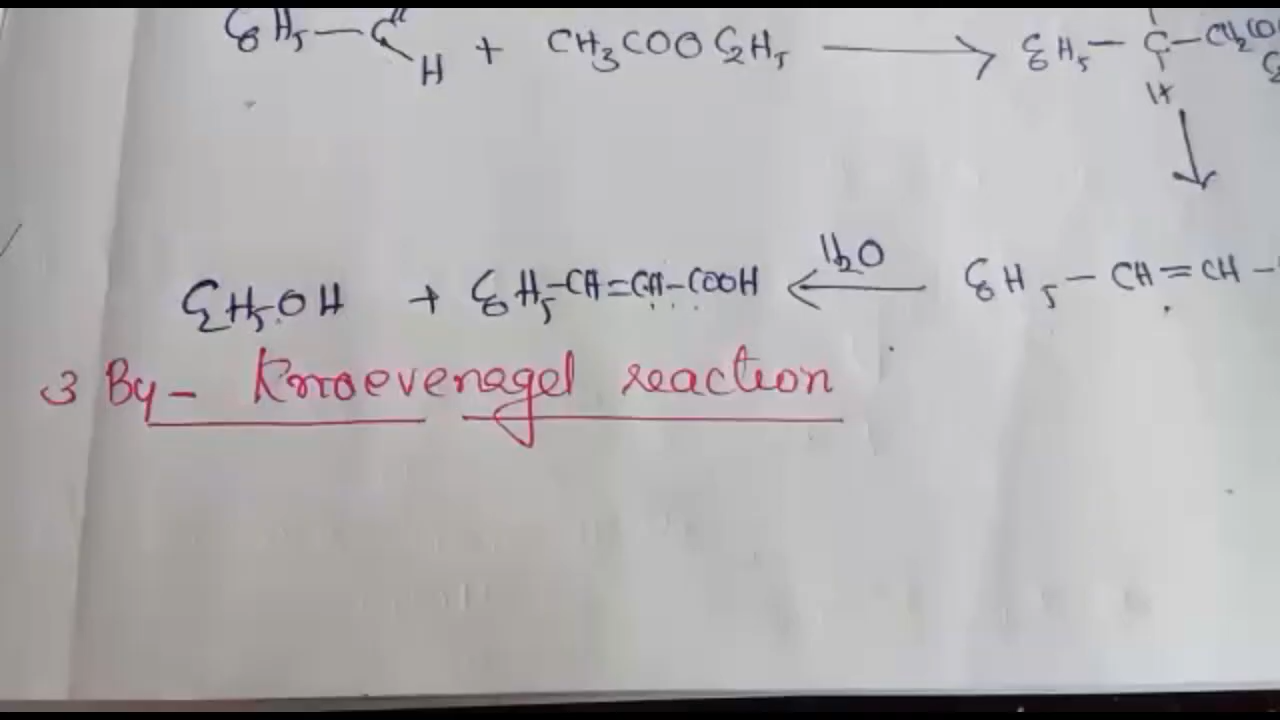 C6H5—C H + CH3COOC2H5 → C6H5—C—CH2CO
H
C2H5OH + C6H5-CH=CH-COOH ← H2O C6H5-CH=CH-
3 By- Knoevenagel reaction